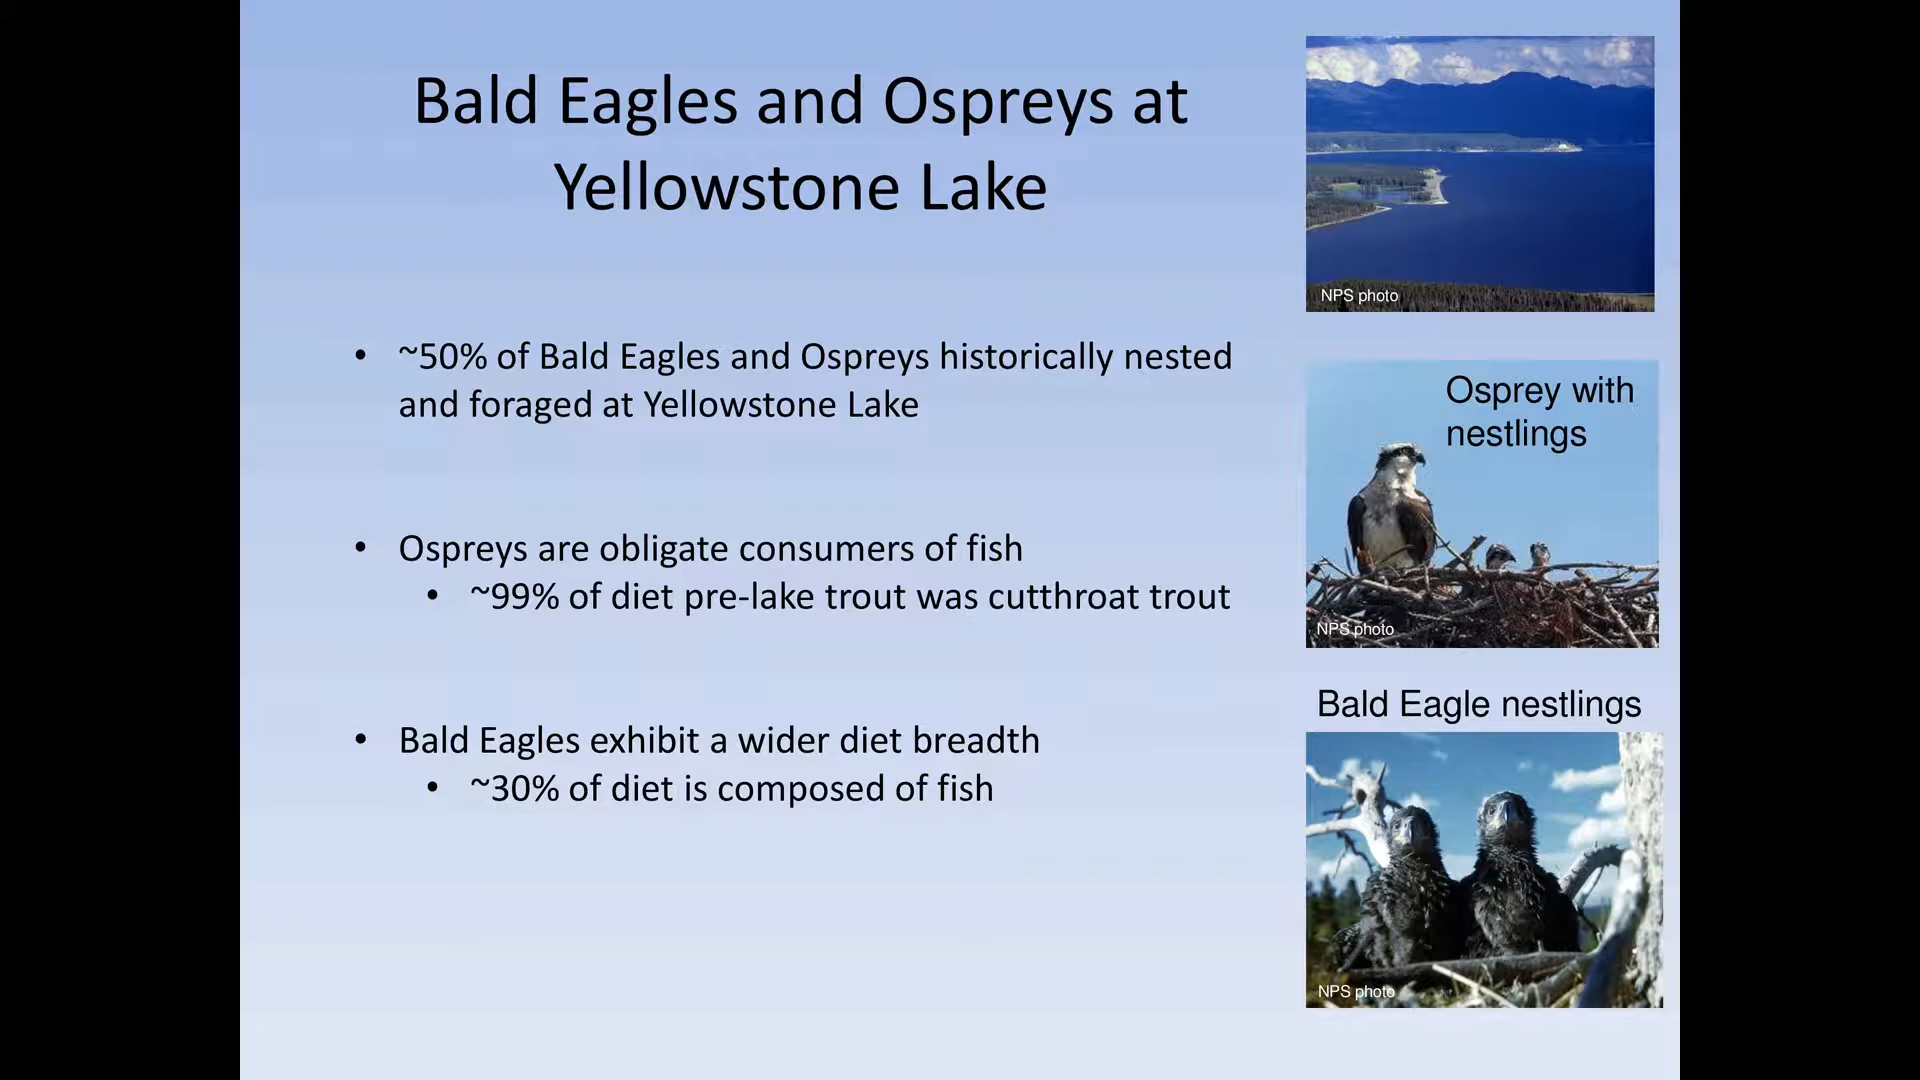 Bald Eagles and Ospreys at
Yellowstone Lake
• ~50% of Bald Eagles and Ospreys historically nested
and foraged at Yellowstone Lake
• Ospreys are obligate consumers of fish
• ~99% of diet pre-lake trout was cutthroat trout
• Bald Eagles exhibit a wider diet breadth
• ~30% of diet is composed of fish
NPS photo
Osprey with
nestlings
NPS photo
Bald Eagle nestlings
NPS photo